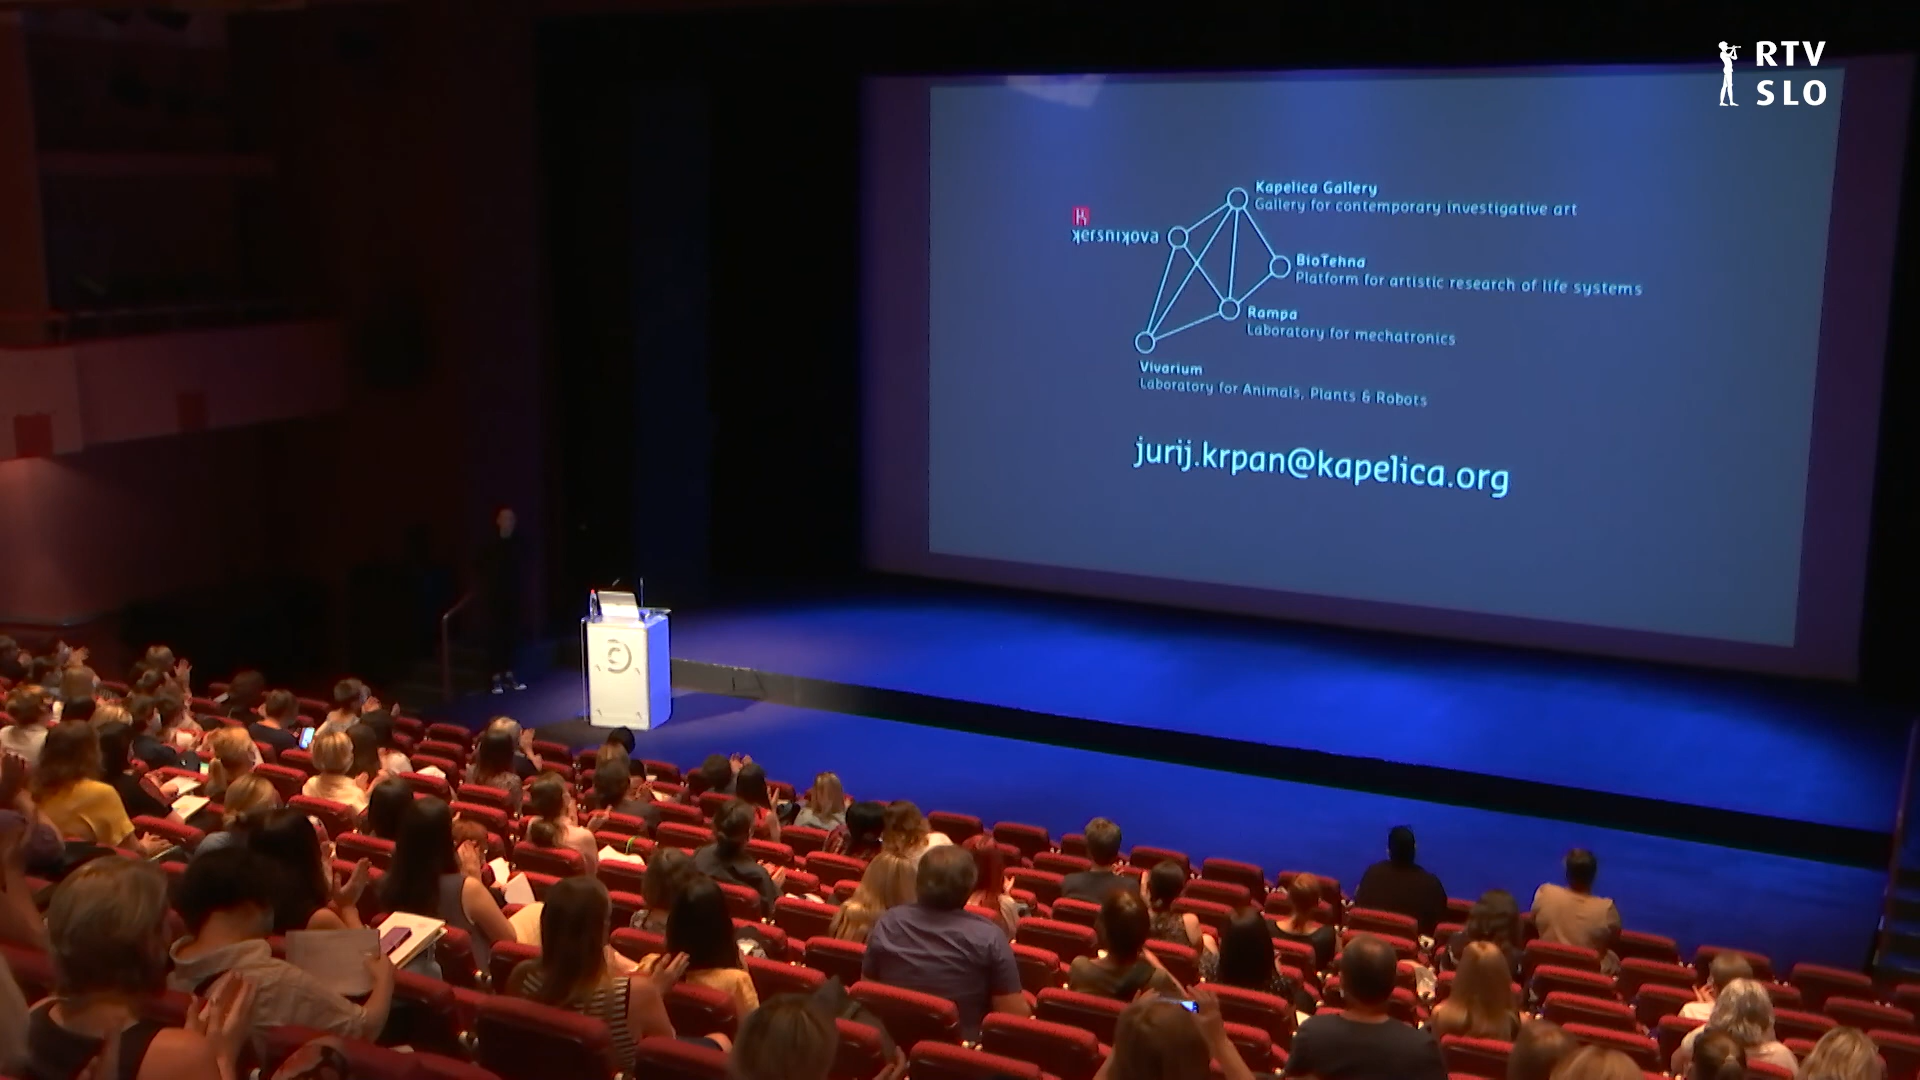 RTV
SLO
Kapelica Gallery
Gallery for contemporary investigative art
kersnikova
BioTehna
Platform for artistic research of life systems
Rampa
Laboratory for mechatronics
Vivarium
Laboratory for Animals, Plants & Robots
jurij.krpan@kapelica.org